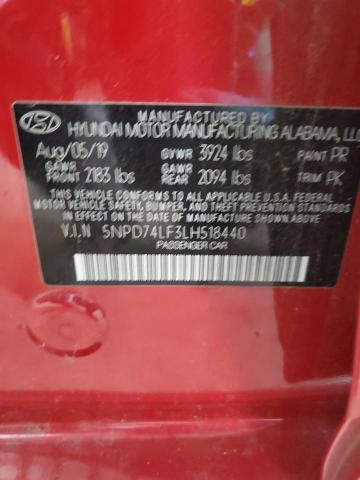 HYUNDAI MOTOR MANUFACTURING ALABAMA, LLC
Aug/05/19 GVWR 3924 lbs PAINT PR
GAWR FRONT 2183 lbs GAWR REAR 2094 lbs TRIM PK
THIS VEHICLE CONFORMS TO ALL APPLICABLE U.S.A. FEDERAL
MOTOR VEHICLE SAFETY, BUMPER, AND THEFT PREVENTION STANDARDS
IN EFFECT ON THE DATE OF MANUFACTURE SHOWN ABOVE.
V.I.N 5NPD74LF3LH518440
PASSENGER CAR